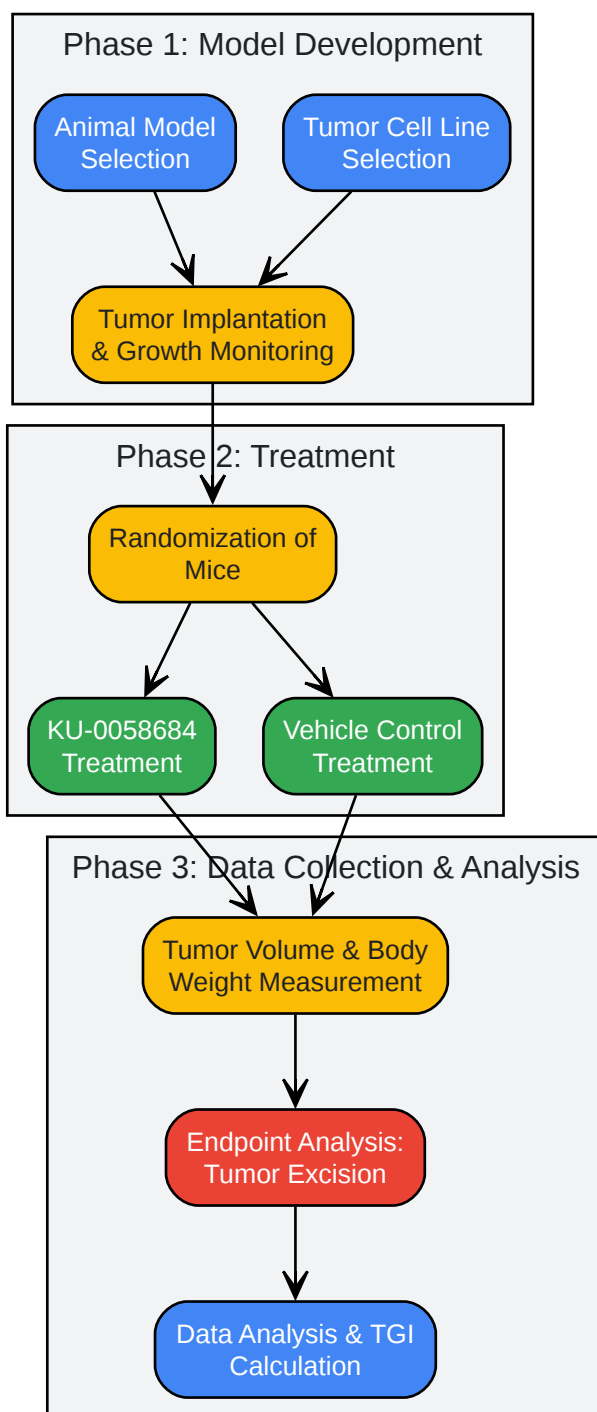 Phase 1: Model Development
Animal Model
Selection
Tumor Cell Line
Selection
Tumor Implantation
& Growth Monitoring
Phase 2: Treatment
Randomization of
Mice
KU-0058684
Treatment
Vehicle Control
Treatment
Phase 3: Data Collection & Analysis
Tumor Volume & Body
Weight Measurement
Endpoint Analysis:
Tumor Excision
Data Analysis & TGI
Calculation